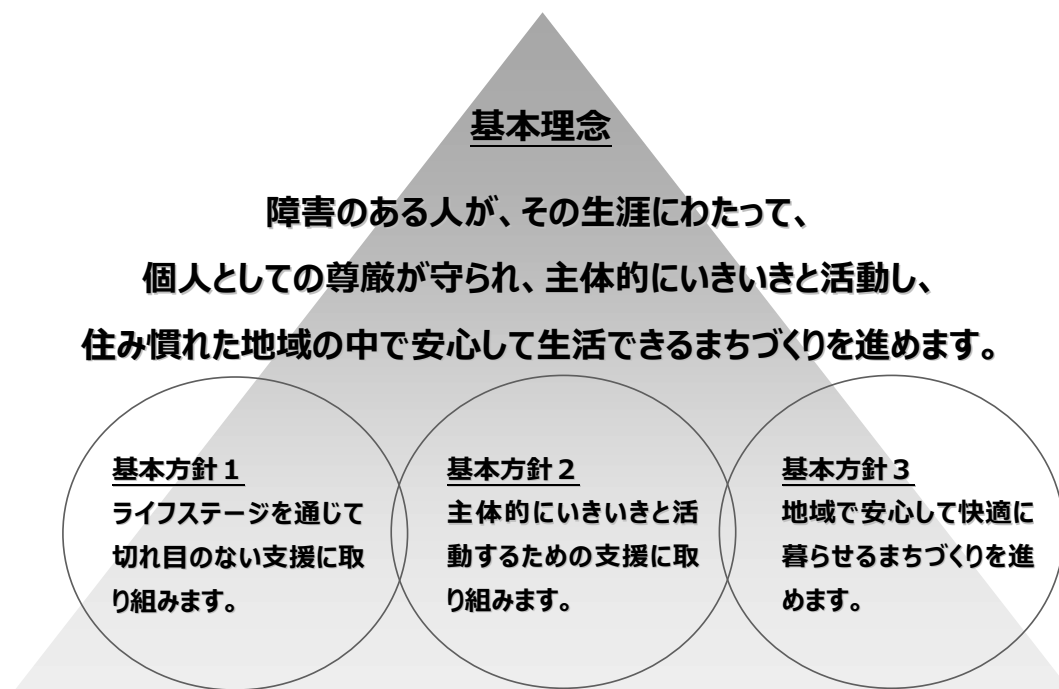 基本理念
障害のある人が、その生涯にわたって、
個人としての尊厳が守られ、主体的にいきいきと活動し、
住み慣れた地域の中で安心して生活できるまちづくりを進めます。
基本方針１
ライフステージを通じて
切れ目のない支援に取
り組みます。
基本方針２
主体的にいきいきと活
動するための支援に取
り組みます。
基本方針３
地域で安心して快適に
暮らせるまちづくりを進
めます。